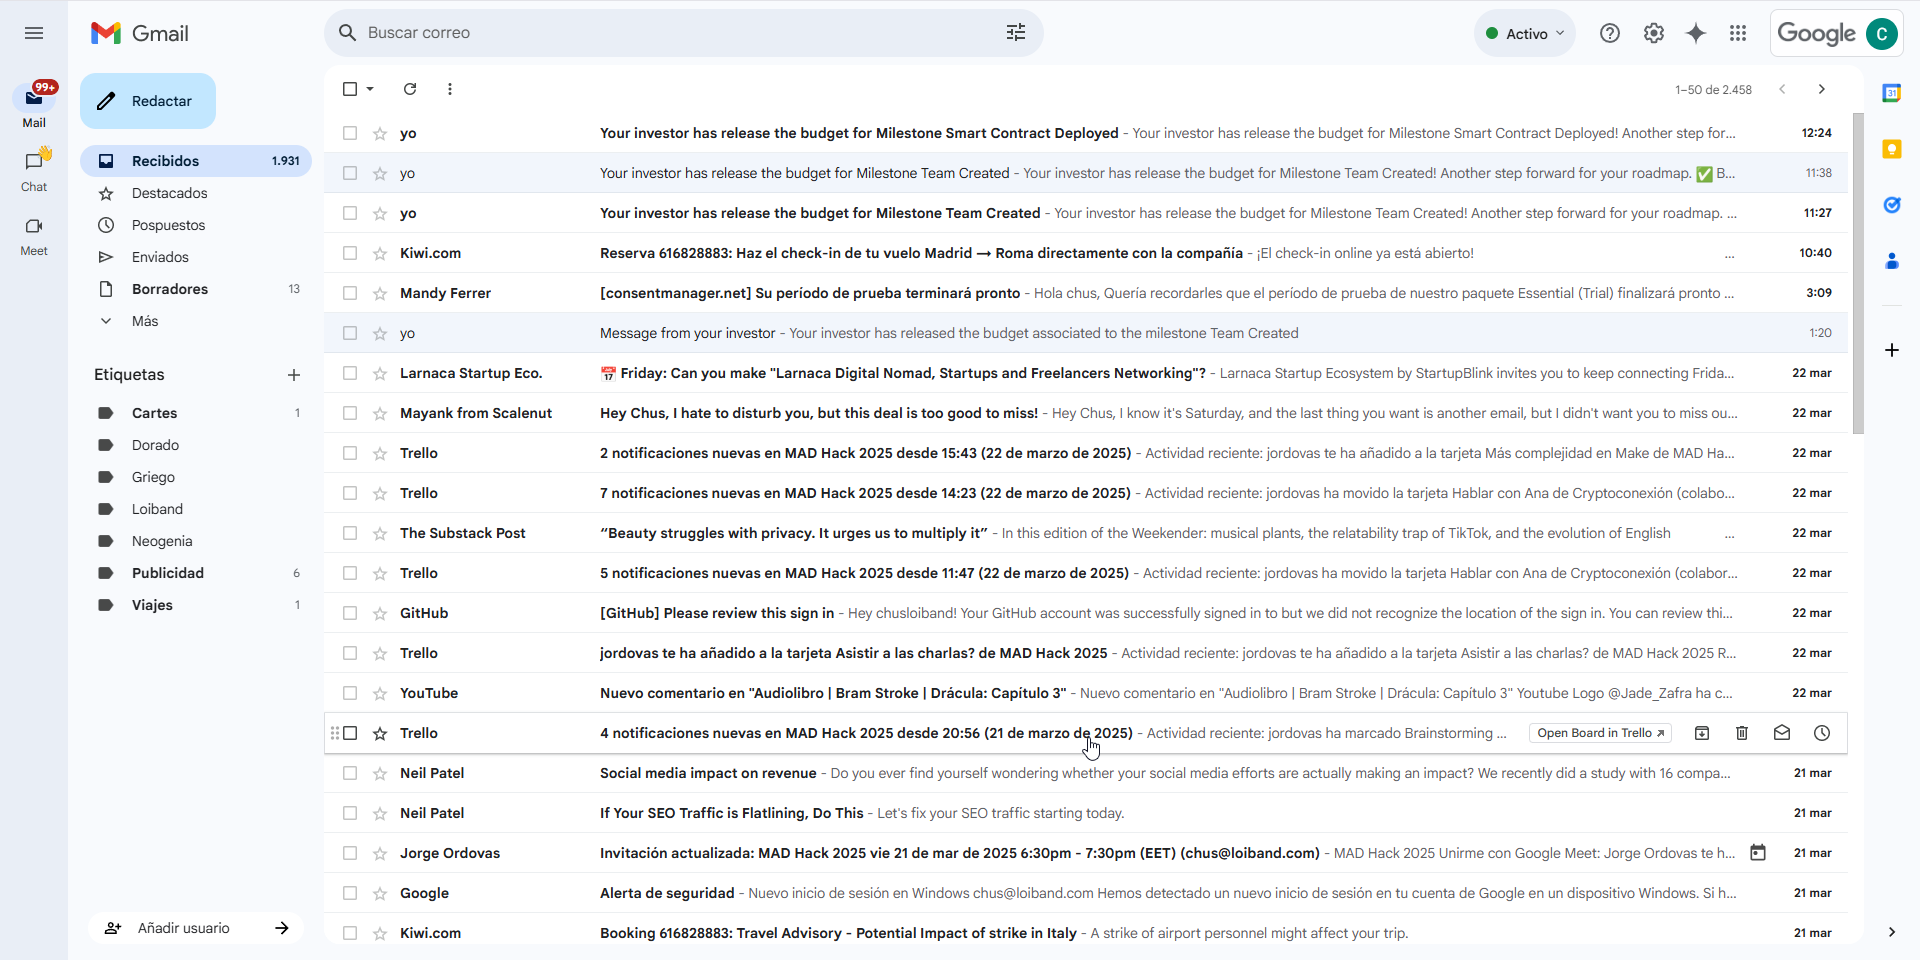 Gmail
Buscar correo
Activo
Google
C
99+
Mail
Chat
Meet
Redactar
Recibidos 1.931
Destacados
Pospuestos
Enviados
Borradores 13
Más
Etiquetas
Cartes 1
Dorado
Griego
Loiband
Neogenia
Publicidad 6
Viajes 1
Añadir usuario
1–50 de 2.458
yo Your investor has release the budget for Milestone Smart Contract Deployed - Your investor has release the budget for Milestone Smart Contract Deployed! Another step for... 12:24
yo Your investor has release the budget for Milestone Team Created - Your investor has release the budget for Milestone Team Created! Another step forward for your roadmap. ✅ B... 11:38
yo Your investor has release the budget for Milestone Team Created - Your investor has release the budget for Milestone Team Created! Another step forward for your roadmap. ... 11:27
Kiwi.com Reserva 616828883: Haz el check-in de tu vuelo Madrid → Roma directamente con la compañía - ¡El check-in online ya está abierto! ... 10:40
Mandy Ferrer [consentmanager.net] Su período de prueba terminará pronto - Hola chus, Quería recordarles que el período de prueba de nuestro paquete Essential (Trial) finalizará pronto ... 3:09
yo Message from your investor - Your investor has released the budget associated to the milestone Team Created 1:20
Larnaca Startup Eco. 📅 Friday: Can you make "Larnaca Digital Nomad, Startups and Freelancers Networking"? - Larnaca Startup Ecosystem by StartupBlink invites you to keep connecting Frida... 22 mar
Mayank from Scalenut Hey Chus, I hate to disturb you, but this deal is too good to miss! - Hey Chus, I know it's Saturday, and the last thing you want is another email, but I didn't want you to miss ou... 22 mar
Trello 2 notificaciones nuevas en MAD Hack 2025 desde 15:43 (22 de marzo de 2025) - Actividad reciente: jordovas te ha añadido a la tarjeta Más complejidad en Make de MAD Ha... 22 mar
Trello 7 notificaciones nuevas en MAD Hack 2025 desde 14:23 (22 de marzo de 2025) - Actividad reciente: jordovas ha movido la tarjeta Hablar con Ana de Cryptoconexión (colabo... 22 mar
The Substack Post “Beauty struggles with privacy. It urges us to multiply it” - In this edition of the Weekender: musical plants, the relatability trap of TikTok, and the evolution of English ... 22 mar
Trello 5 notificaciones nuevas en MAD Hack 2025 desde 11:47 (22 de marzo de 2025) - Actividad reciente: jordovas ha movido la tarjeta Hablar con Ana de Cryptoconexión (colabor... 22 mar
GitHub [GitHub] Please review this sign in - Hey chusloiband! Your GitHub account was successfully signed in to but we did not recognize the location of the sign in. You can review thi... 22 mar
Trello jordovas te ha añadido a la tarjeta Asistir a las charlas? de MAD Hack 2025 - Actividad reciente: jordovas te ha añadido a la tarjeta Asistir a las charlas? de MAD Hack 2025 R... 22 mar
YouTube Nuevo comentario en "Audiolibro | Bram Stroke | Drácula: Capítulo 3" - Nuevo comentario en "Audiolibro | Bram Stroke | Drácula: Capítulo 3" Youtube Logo @Jade_Zafra ha c... 22 mar
Trello 4 notificaciones nuevas en MAD Hack 2025 desde 20:56 (21 de marzo de 2025) - Actividad reciente: jordovas ha marcado Brainstorming ... Open Board in Trello
Neil Patel Social media impact on revenue - Do you ever find yourself wondering whether your social media efforts are actually making an impact? We recently did a study with 16 compa... 21 mar
Neil Patel If Your SEO Traffic is Flatlining, Do This - Let's fix your SEO traffic starting today. 21 mar
Jorge Ordovas Invitación actualizada: MAD Hack 2025 vie 21 de mar de 2025 6:30pm - 7:30pm (EET) (chus@loiband.com) - MAD Hack 2025 Unirme con Google Meet: Jorge Ordovas te h... 21 mar
Google Alerta de seguridad - Nuevo inicio de sesión en Windows chus@loiband.com Hemos detectado un nuevo inicio de sesión en tu cuenta de Google en un dispositivo Windows. Si h... 21 mar
Kiwi.com Booking 616828883: Travel Advisory - Potential Impact of strike in Italy - A strike of airport personnel might affect your trip. 21 mar
31